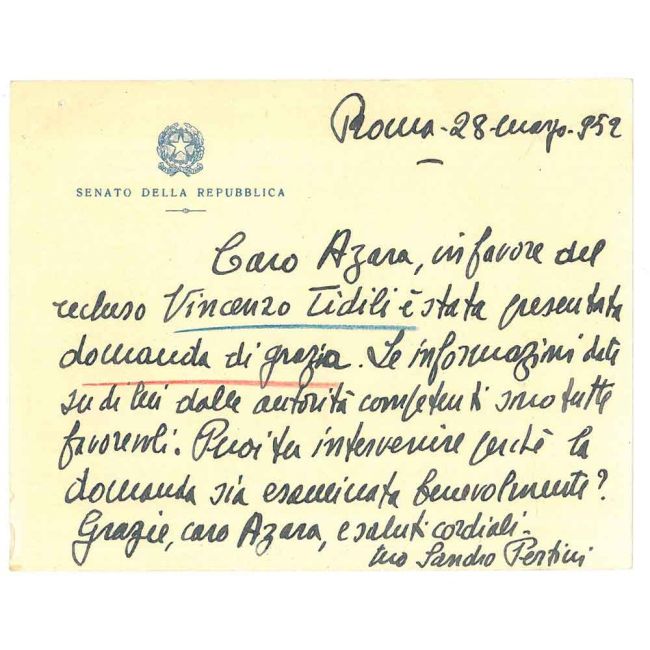 Roma - 28 - marzo - 952
SENATO DELLA REPUBBLICA
Caro Azara, in favore del
recluso Vincenzo Tidili è stata presentata
domanda di grazia. Le informazioni date
su di lui dalle autorità competenti sono tutte
favorevoli. Puoi tu intervenire perché la
domanda sia esaminata benevolmente?
Grazie, caro Azara, e saluti cordiali -
tuo Sandro Pertini